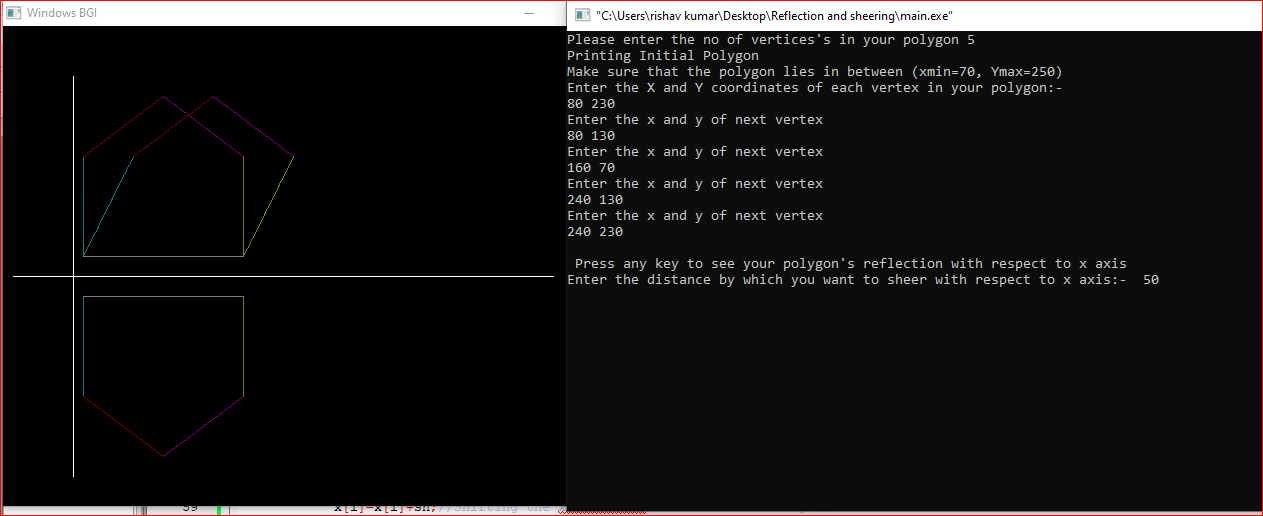 Windows BGI
"C:\Users\rishav kumar\Desktop\Reflection and sheering\main.exe"
Please enter the no of vertices's in your polygon 5
Printing Initial Polygon
Make sure that the polygon lies in between (xmin=70, Ymax=250)
Enter the X and Y coordinates of each vertex in your polygon:-
80 230
Enter the x and y of next vertex
80 130
Enter the x and y of next vertex
160 70
Enter the x and y of next vertex
240 130
Enter the x and y of next vertex
240 230
Press any key to see your polygon's reflection with respect to x axis
Enter the distance by which you want to sheer with respect to x axis:-  50
x[i]=x[i]+sh;//Shifting the